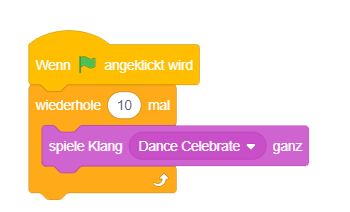 Wenn angeklickt wird
wiederhole 10 mal
spiele Klang Dance Celebrate ganz